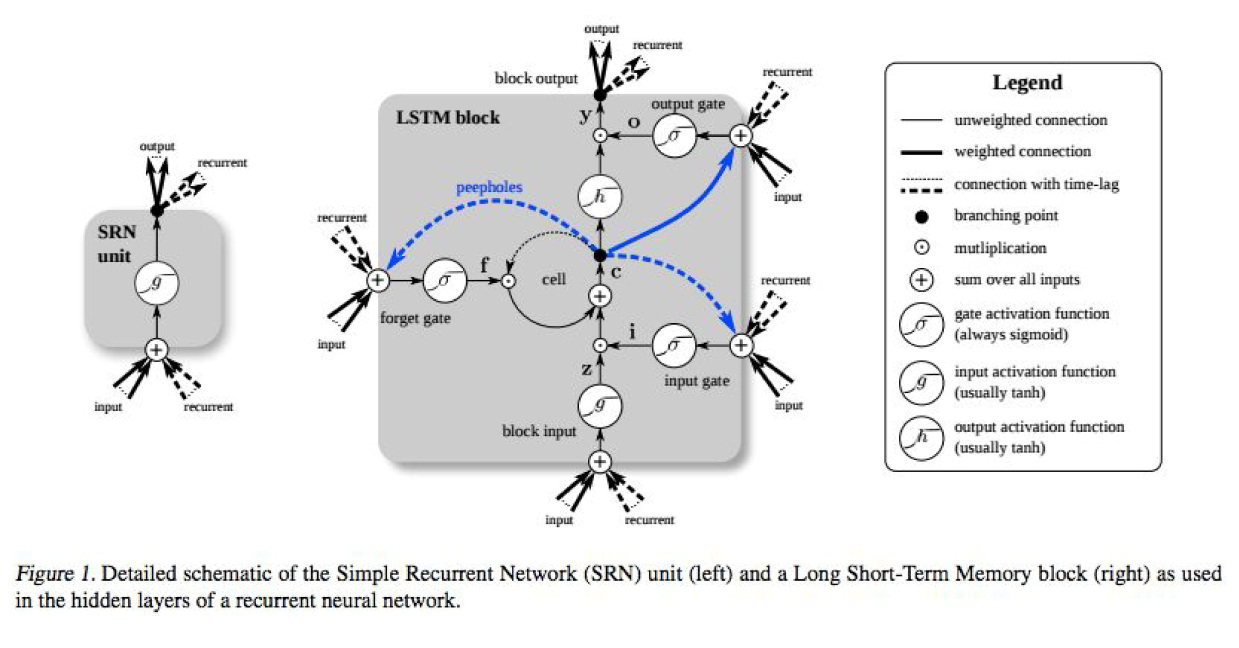 output
recurrent
SRN
unit
g
+
input
recurrent
output
recurrent
block output
LSTM block
y
o
output gate
σ
+
recurrent
input
h
peepholes
recurrent
+
σ
f
forget gate
input
cell
c
+
i
σ
+
input gate
recurrent
input
z
g
block input
+
input
recurrent
Legend
unweighted connection
weighted connection
connection with time-lag
branching point
mutliplication
+ sum over all inputs
σ gate activation function
(always sigmoid)
g input activation function
(usually tanh)
h output activation function
(usually tanh)
Figure 1. Detailed schematic of the Simple Recurrent Network (SRN) unit (left) and a Long Short-Term Memory block (right) as used
in the hidden layers of a recurrent neural network.